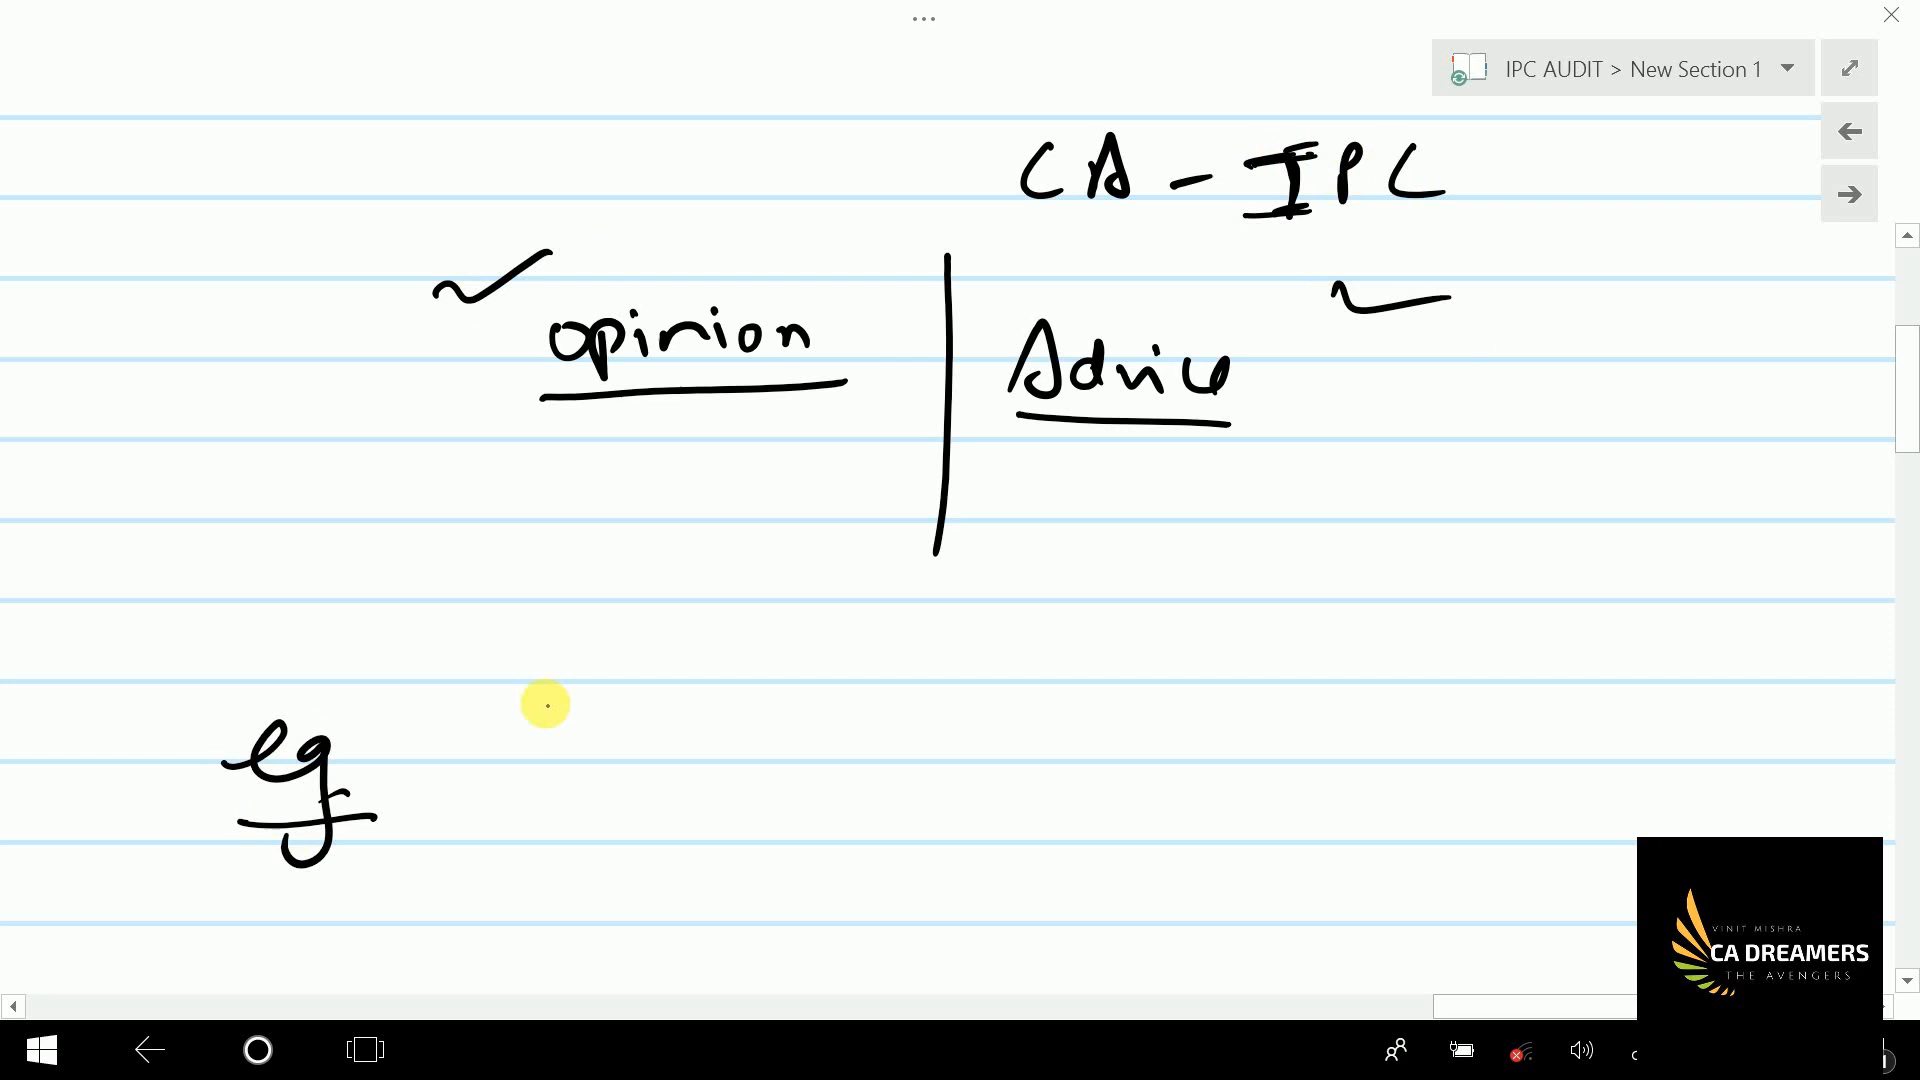 IPC AUDIT > New Section 1
CA - IPC
opinion
Advice
eg
VINIT MISHRA
CA DREAMERS
THE AVENGERS